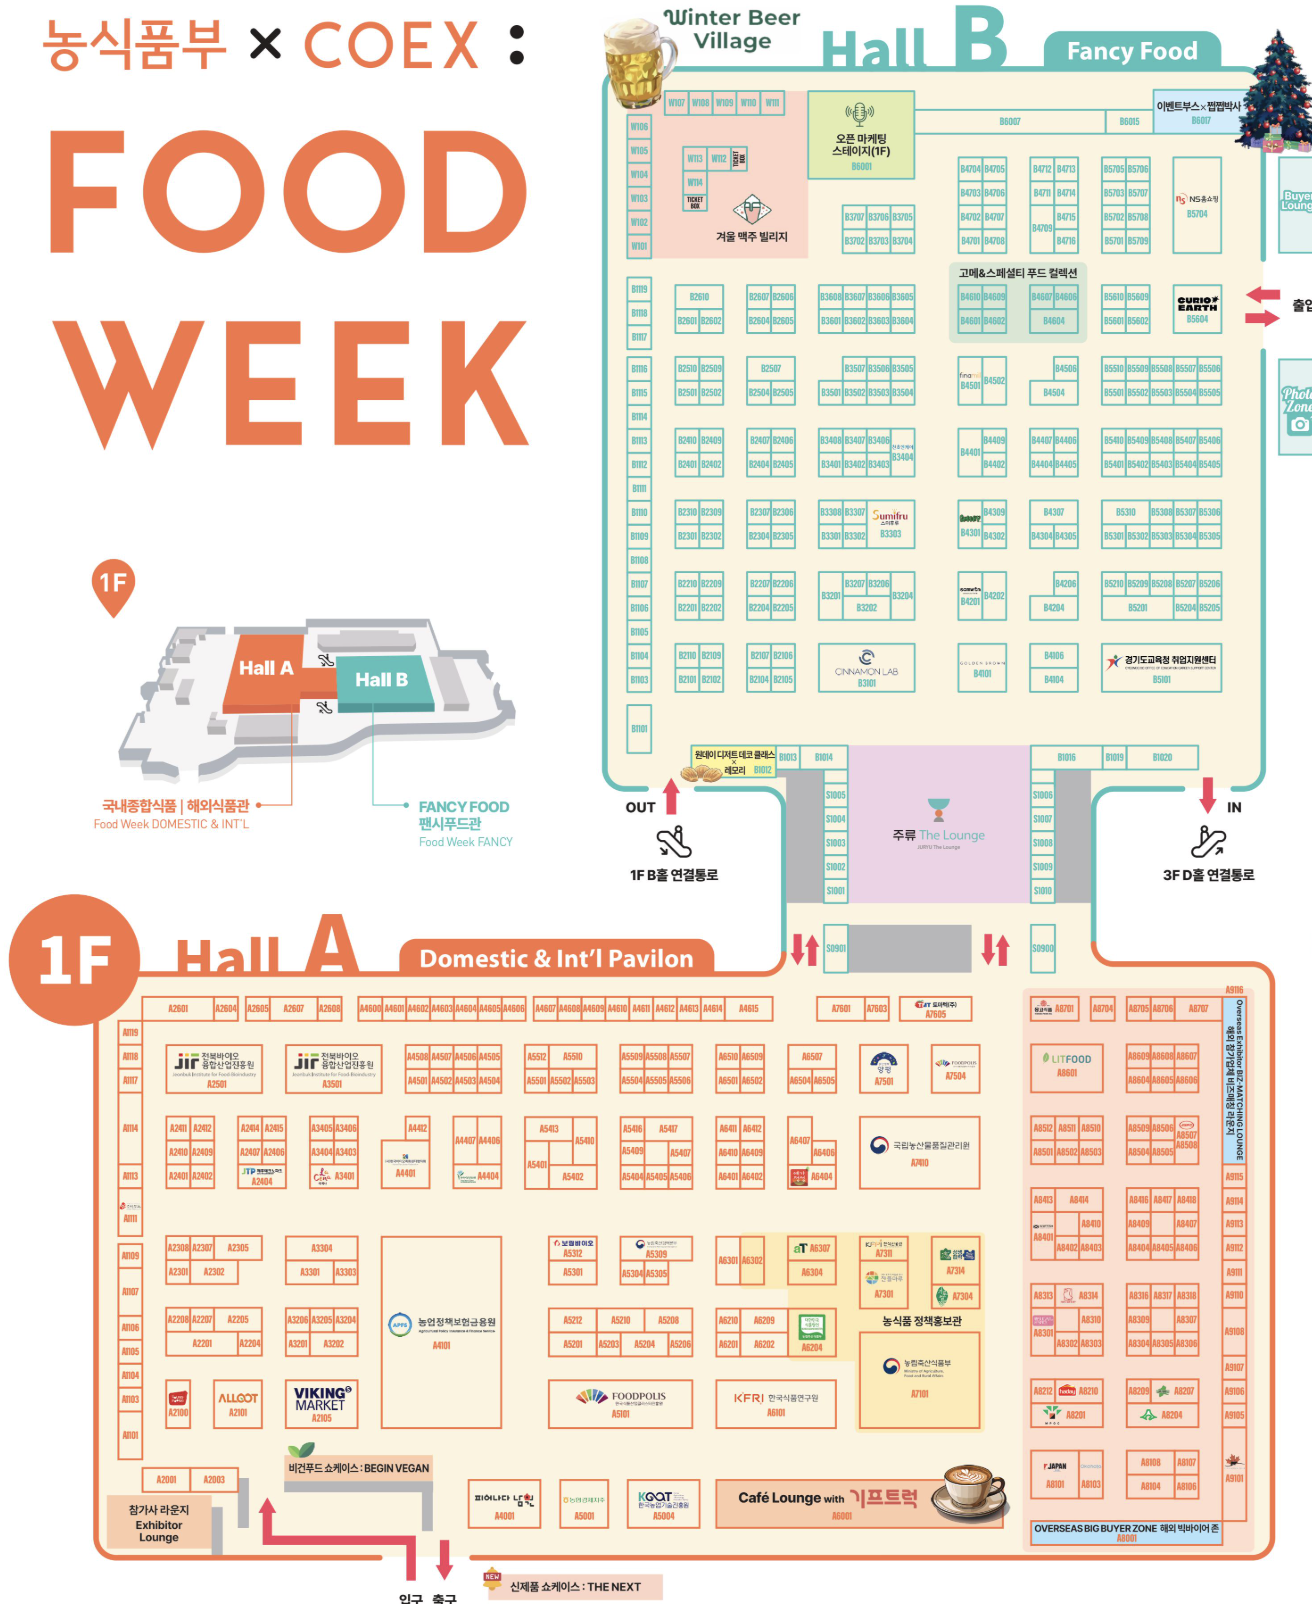 농식품부 × COEX :
FOOD
WEEK
Winter Beer
Village
Hall B
Fancy Food
W107 W108 W109 W110 W111
W106
W105
W104
W103
W102
W101
W113 W112 TICKET BOX
W114
TICKET BOX
겨울 맥주 빌리지
오픈 마케팅
스테이지(1F)
B6001
B6007
B6015
이벤트부스×쩝쩝박사
B6017
B3707 B3706 B3705
B3702 B3703 B3704
B4704 B4705
B4703 B4706
B4702 B4707
B4701 B4708
B4712 B4713
B4711 B4714
B4709 B4715
B4716
B5705 B5706
B5703 B5707
B5702 B5708
B5701 B5709
NS홈쇼핑
B5704
Buyer
Lounge
고메&스페셜티 푸드 컬렉션
B1119
B1118
B1117
B2610
B2601 B2602
B2607 B2606
B2604 B2605
B3608 B3607 B3606 B3605
B3601 B3602 B3603 B3604
B4610 B4609
B4601 B4602
B4607 B4606
B4604
B5610 B5609
B5601 B5602
CURIO EARTH
B5604
B1116
B1115
B1114
B2510 B2509
B2501 B2502
B2507
B2504 B2505
B3507 B3506 B3505
B3501 B3502 B3503 B3504
B4501 B4502
B4506
B4504
B5510 B5509 B5508 B5507 B5506
B5501 B5502 B5503 B5504 B5505
Photo
Zone
B1113
B1112
B1111
B2410 B2409
B2401 B2402
B2407 B2406
B2404 B2405
B3408 B3407 B3406
B3401 B3402 B3403 B3404
B4401 B4409
B4402
B4407 B4406
B4404 B4405
B5410 B5409 B5408 B5407 B5406
B5401 B5402 B5403 B5404 B5405
B1110
B1109
B1108
B2310 B2309
B2301 B2302
B2307 B2306
B2304 B2305
B3308 B3307
B3301 B3302
Sumifru
스미후루
B3303
B4309
B4301 B4302
B4307
B4304 B4305
B5310 B5308 B5307 B5306
B5301 B5302 B5303 B5304 B5305
B1107
B1106
B1105
B2210 B2209
B2201 B2202
B2207 B2206
B2204 B2205
B3201 B3207 B3206
B3202 B3204
B4201 B4202
B4206
B4204
B5210 B5209 B5208 B5207 B5206
B5201 B5204 B5205
B1104
B1103
B1101
B2110 B2109
B2101 B2102
B2107 B2106
B2104 B2105
CINNAMON LAB
B3101
GOLDEN BROWN
B4101
B4106
B4104
경기도교육청 취업지원센터
B5101
원데이 디저트 데코 클래스
×
레모리 B1012
B1013 B1014
B1016 B1019 B1020
S1005
S1004
S1003
S1002
S1001
S1006
S1007
S1008
S1009
S1010
주류 The Lounge
JURYU The Lounge
OUT
1F B홀 연결통로
IN
3F D홀 연결통로
S0901
S0900
1F
Hall A
Hall B
국내종합식품 | 해외식품관
Food Week DOMESTIC & INT'L
FANCY FOOD
팬시푸드관
Food Week FANCY
1F
Hall A
Domestic & Int'l Pavilon
A2601 A2604 A2605 A2607 A2608 A4600 A4601 A4602 A4603 A4604 A4605 A4606 A4607 A4608 A4609 A4610 A4611 A4612 A4613 A4614 A4615 A7601 A7603
A7605
A8701 A8704 A8705 A8706 A8707
A9116
A1119
A1118
A1117
A1114
A1113
A1111
A1109
A1107
A1106
A1105
A1104
A1103
A1101
JIF 전북바이오
융합산업진흥원
A2501
JIF 전북바이오
융합산업진흥원
A3501
A4508 A4507 A4506 A4505
A4501 A4502 A4503 A4504
A5512 A5510
A5501 A5502 A5503
A5509 A5508 A5507
A5504 A5505 A5506
A6510 A6509
A6501 A6502
A6507
A6504 A6505
양평
A7501
FOODPOLIS
A7504
LITFOOD
A8601
A8609 A8608 A8607
A8604 A8605 A8606
Overseas Exhibitor BIZ-MATCHING LOUNGE
해외 참가업체 비즈매칭 라운지
A2411 A2412
A2410 A2409
A2401 A2402
A2414 A2415
A2407 A2406
JTP
A2404
A3405 A3406
A3404 A3403
A3401
A4412
A4401
A4407 A4406
A4404
A5413
A5410
A5401
A5402
A5416 A5417
A5409 A5407
A5404 A5405 A5406
A6411 A6412
A6410 A6409
A6401 A6402
A6407
A6406
A6404
국립농산물품질관리원
A7410
A8512 A8511 A8510
A8501 A8502 A8503
A8509 A8506 A8507
A8504 A8505 A8508
A9115
A9114
A9113
A9112
A9111
A9110
A9108
A9107
A9106
A9105
A9101
A8413 A8414
A8410
A8401
A8402 A8403
A8416 A8417 A8418
A8409 A8407
A8404 A8405 A8406
A2308 A2307 A2305
A2301 A2302
A3304
A3301 A3303
농업정책보험금융원
A4101
보령바이오
A5312
A5301
A5309
A5304 A5305
A6301 A6302
aT A6307
A6304
A7311
A7301
A7314
A7304
농식품 정책홍보관
A8313 A8314
A8310
A8301
A8302 A8303
A8316 A8317 A8318
A8309 A8307
A8304 A8305 A8306
A2208 A2207 A2205
A2201 A2204
A3206 A3205 A3204
A3201 A3202
A5212 A5210 A5208
A5201 A5203 A5204 A5206
A6210 A6209
A6201 A6202
A6204
농림축산식품부
A7101
A2100
ALLGOT
A2101
VIKING
MARKET
A2105
FOODPOLIS
A5101
KFRI 한국식품연구원
A6101
A8212 A8210
A8201
A8209 A8207
A8204
JAPAN
A8101 A8103
A8108 A8107
A8104 A8106
A2001 A2003
비건푸드 쇼케이스 : BEGIN VEGAN
참가사 라운지
Exhibitor
Lounge
피어나다 남원
A4001
농협경제지주
A5001
KOAT
한국농업기술진흥원
A5004
Café Lounge with 기프트럭
A6001
OVERSEAS BIG BUYER ZONE 해외 빅바이어 존
A8001
NEW
신제품 쇼케이스 : THE NEXT
입구 출구